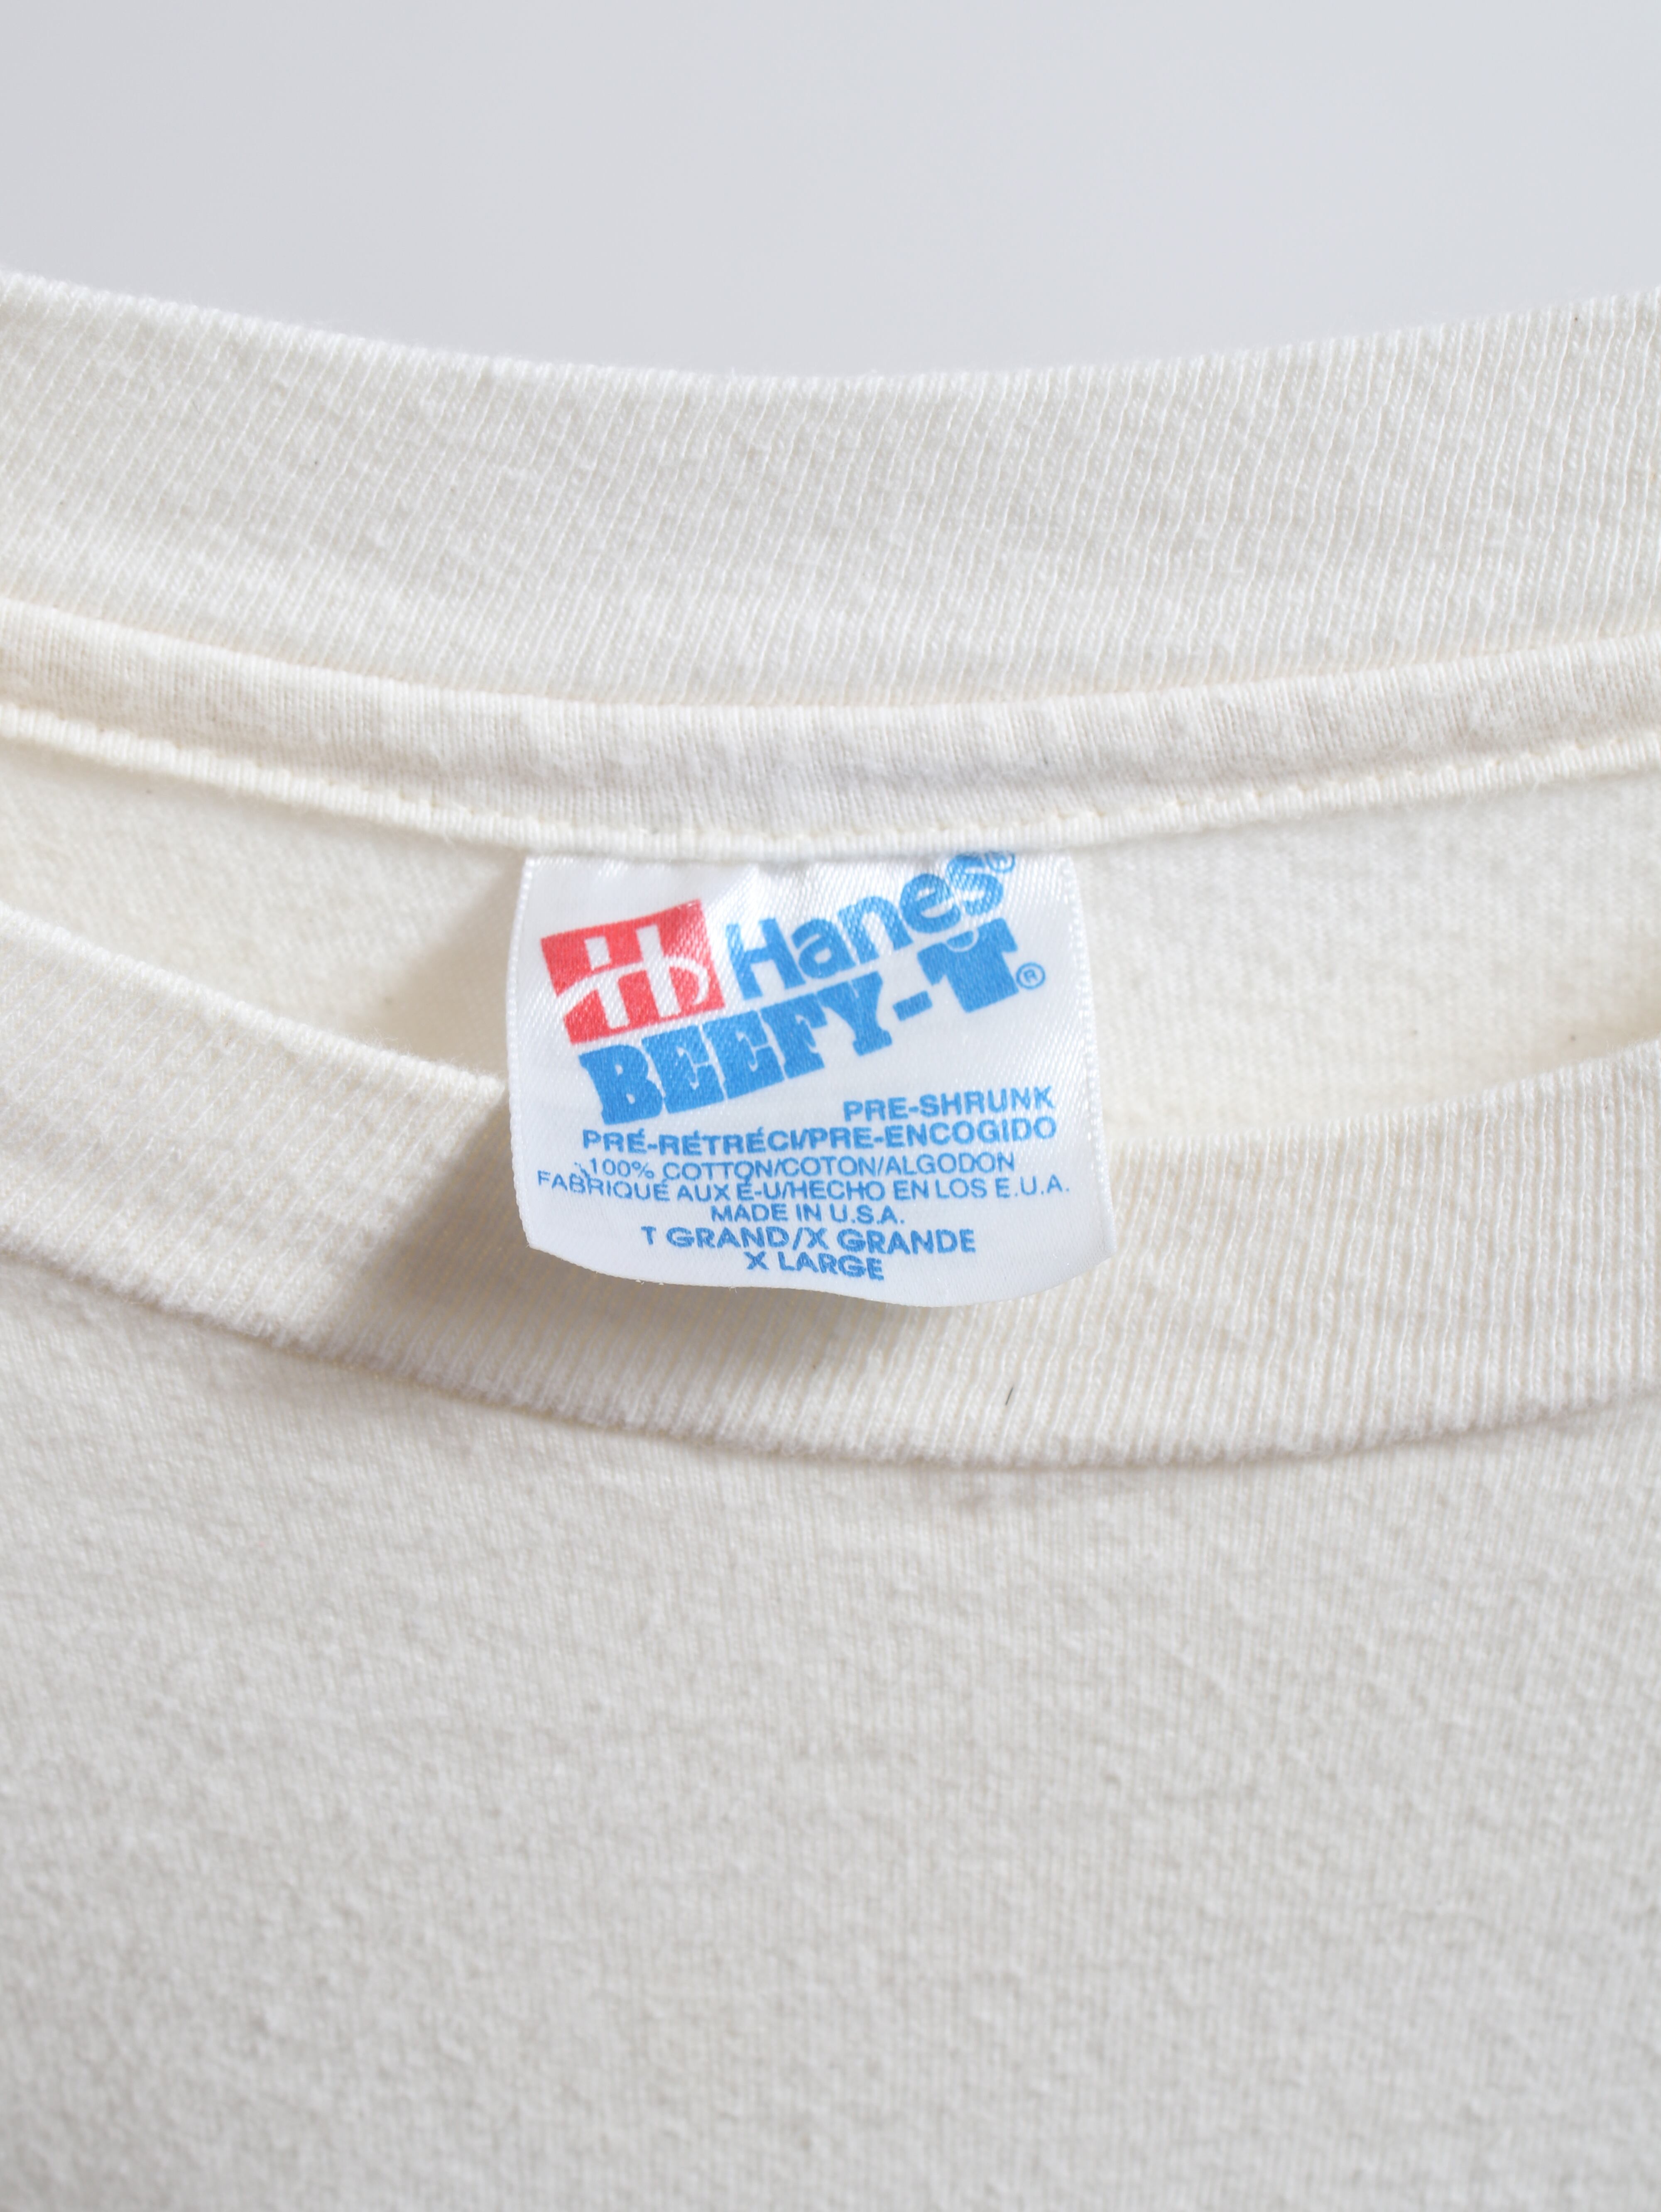 Hanes®
BEEFY-T®
PRE-SHRUNK
PRÉ-RÉTRÉCI/PRE-ENCOGIDO
100% COTTON/COTON/ALGODON
FABRIQUÉ AUX É-U/HECHO EN LOS E.U.A.
MADE IN U.S.A.
T GRAND/X GRANDE
X LARGE